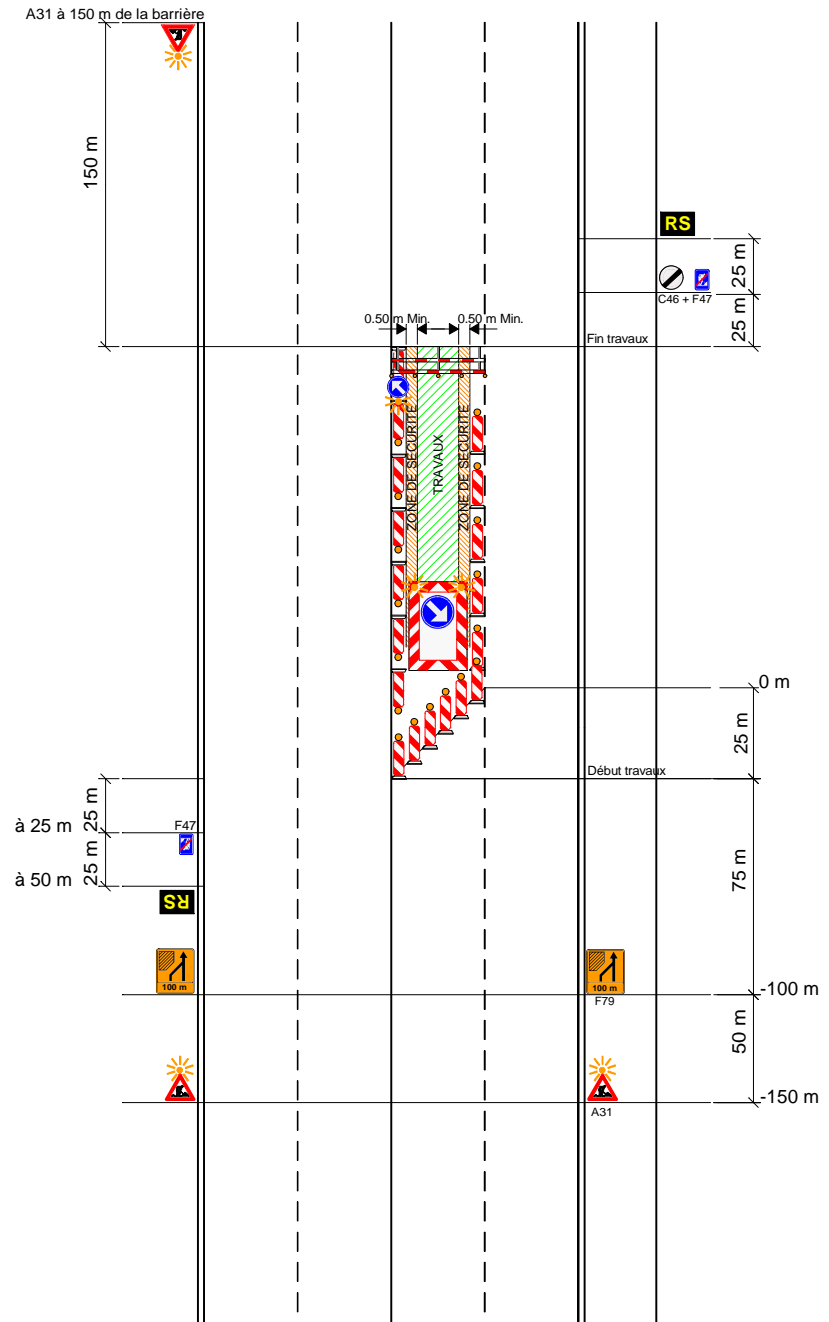 A31 à 150 m de la barrière
150 m
RS
25 m
C46 + F47
25 m
0.50 m Min.
0.50 m Min.
Fin travaux
ZONE DE SÉCURITÉ
TRAVAUX
ZONE DE SÉCURITÉ
0 m
25 m
Début travaux
25 m
à 25 m
F47
25 m
à 50 m
RS
75 m
100 m
100 m
-100 m
F79
50 m
-150 m
A31